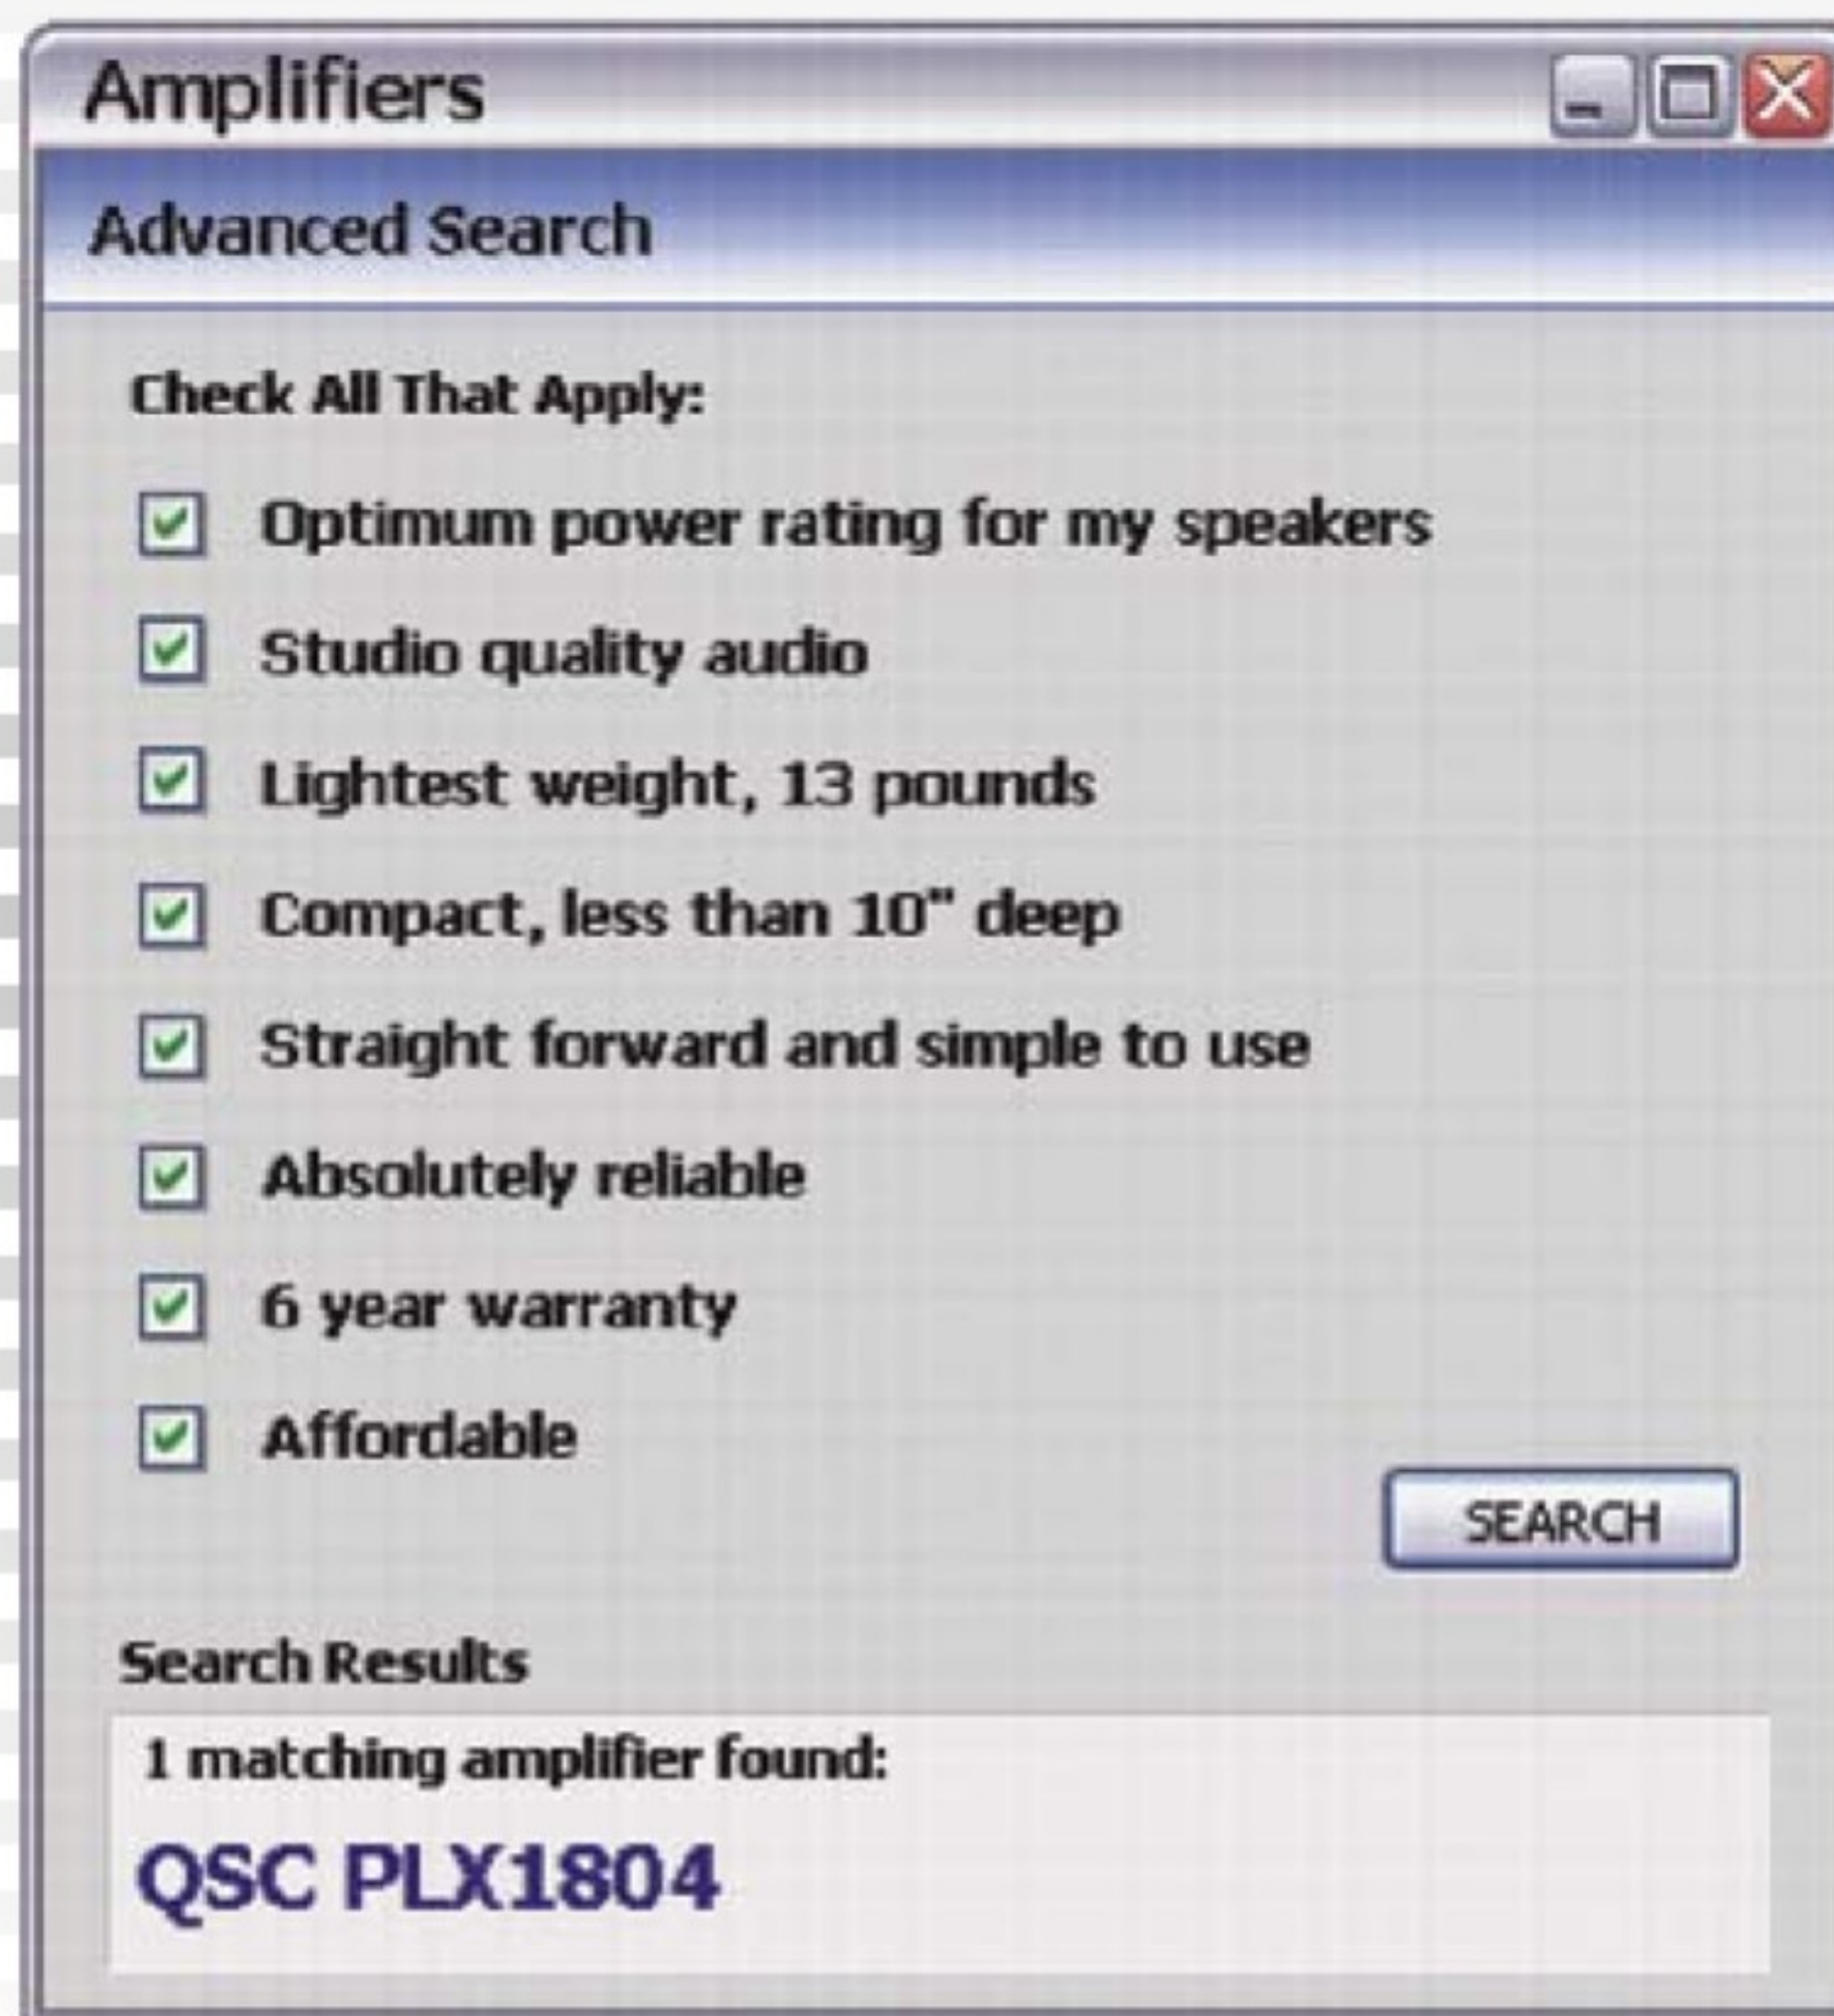 Amplifiers
Advanced Search
Check All That Apply:
Optimum power rating for my speakers
Studio quality audio
Lightest weight, 13 pounds
Compact, less than 10" deep
Straight forward and simple to use
Absolutely reliable
6 year warranty
Affordable
SEARCH
Search Results
1 matching amplifier found:
QSC PLX1804